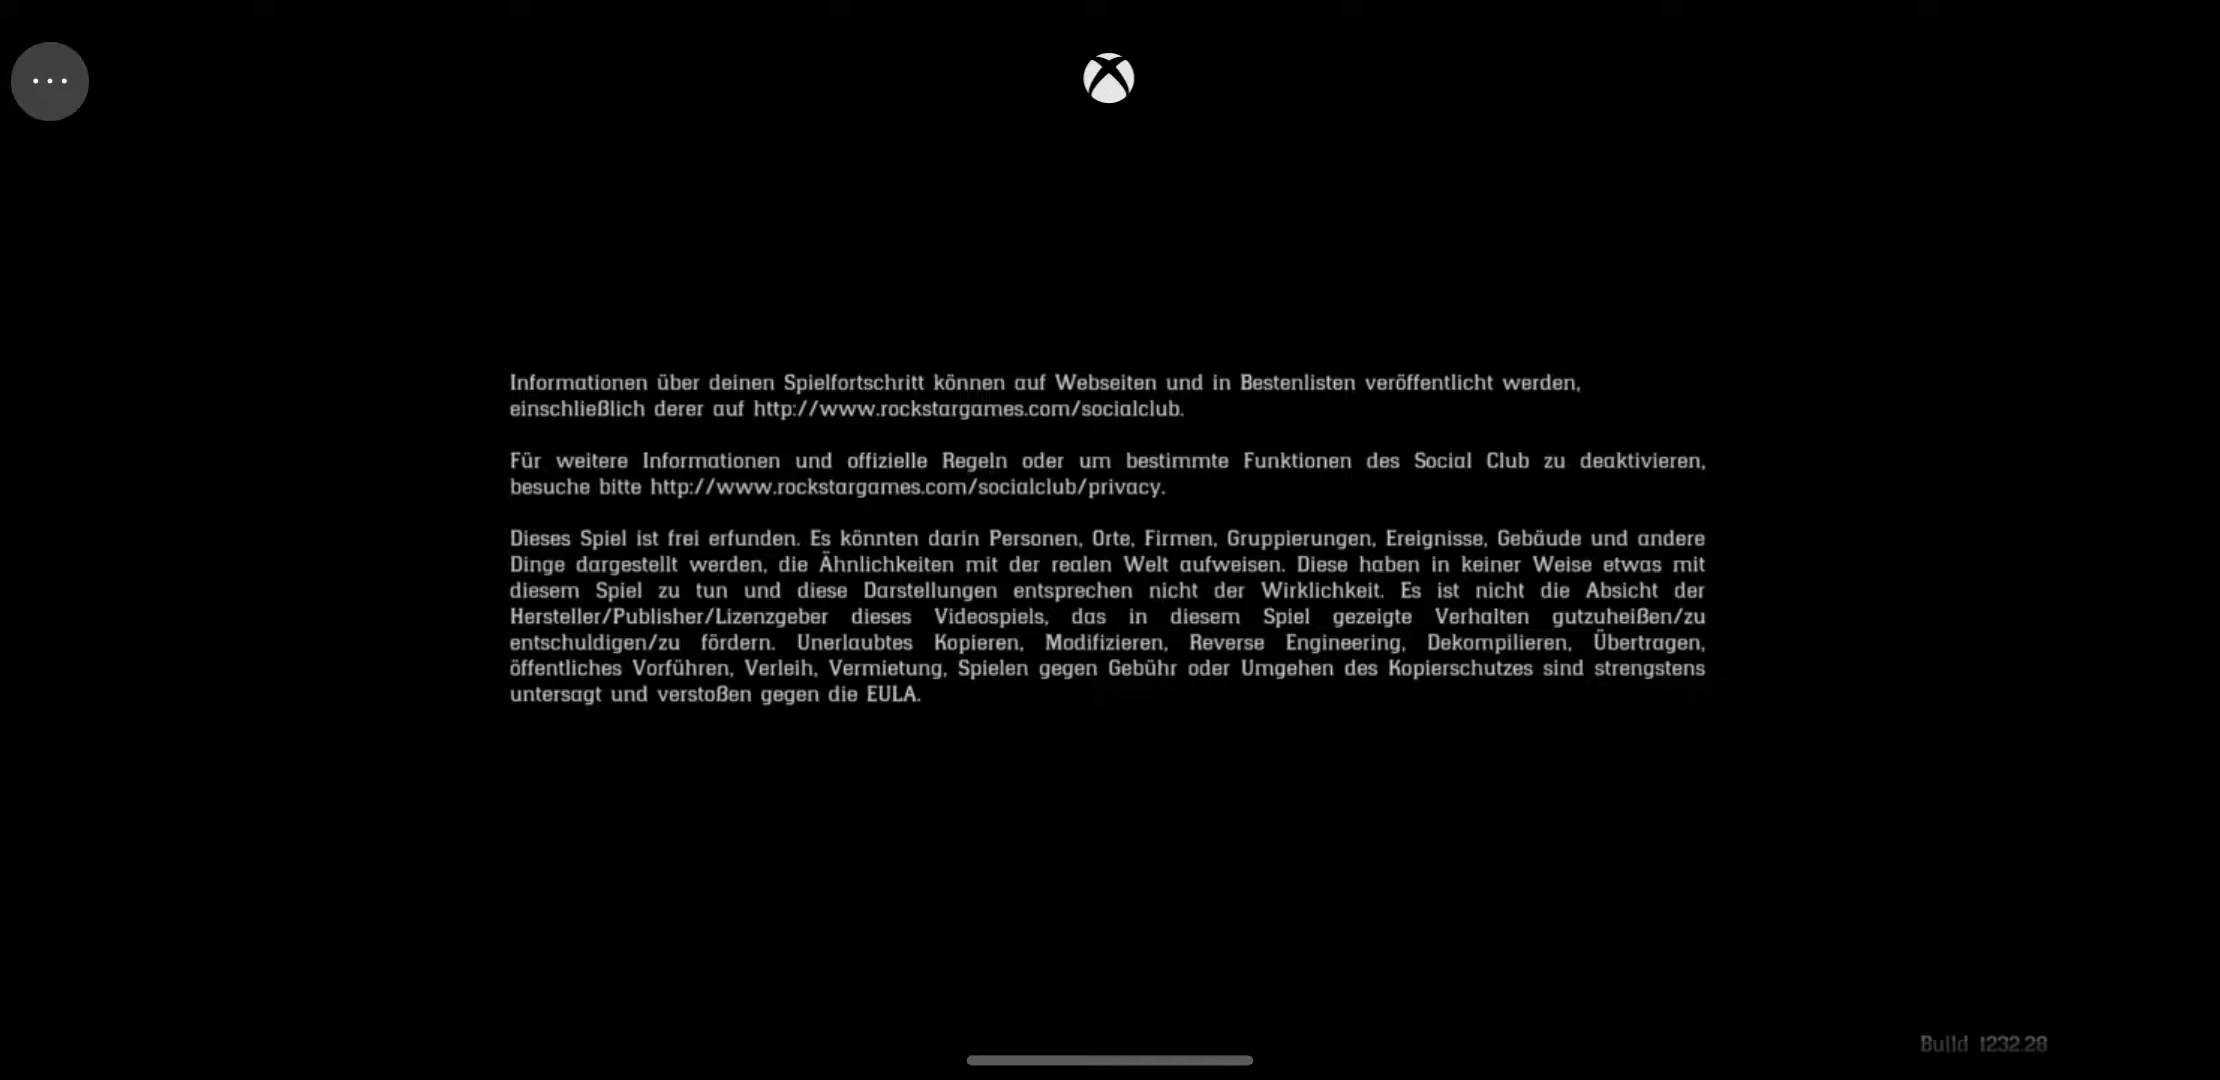 Informationen über deinen Spielfortschritt können auf Webseiten und in Bestenlisten veröffentlicht werden,
einschließlich derer auf http://www.rockstargames.com/socialclub.
Für weitere Informationen und offizielle Regeln oder um bestimmte Funktionen des Social Club zu deaktivieren,
besuche bitte http://www.rockstargames.com/socialclub/privacy.
Dieses Spiel ist frei erfunden. Es könnten darin Personen, Orte, Firmen, Gruppierungen, Ereignisse, Gebäude und andere
Dinge dargestellt werden, die Ähnlichkeiten mit der realen Welt aufweisen. Diese haben in keiner Weise etwas mit
diesem Spiel zu tun und diese Darstellungen entsprechen nicht der Wirklichkeit. Es ist nicht die Absicht der
Hersteller/Publisher/Lizenzgeber dieses Videospiels, das in diesem Spiel gezeigte Verhalten gutzuheißen/zu
entschuldigen/zu fördern. Unerlaubtes Kopieren, Modifizieren, Reverse Engineering, Dekompilieren, Übertragen,
öffentliches Vorführen, Verleih, Vermietung, Spielen gegen Gebühr oder Umgehen des Kopierschutzes sind strengstens
untersagt und verstoßen gegen die EULA.
Build 1232.28